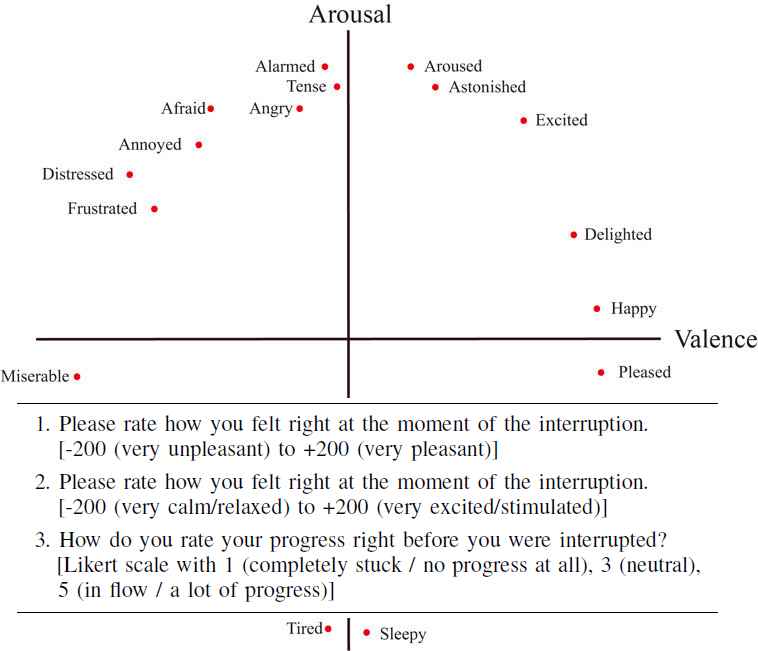 Arousal
Alarmed
Aroused
Tense
Astonished
Afraid
Angry
Excited
Annoyed
Distressed
Frustrated
Delighted
Happy
Valence
Miserable
Pleased
1. Please rate how you felt right at the moment of the interruption.
[-200 (very unpleasant) to +200 (very pleasant)]
2. Please rate how you felt right at the moment of the interruption.
[-200 (very calm/relaxed) to +200 (very excited/stimulated)]
3. How do you rate your progress right before you were interrupted?
[Likert scale with 1 (completely stuck / no progress at all), 3 (neutral),
5 (in flow / a lot of progress)]
Tired
Sleepy